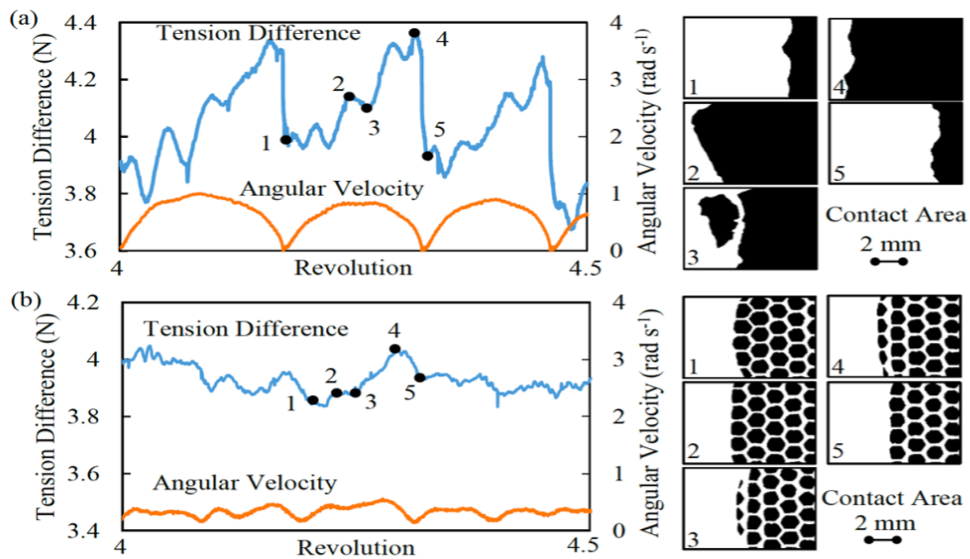 (a)
Tension Difference (N)
4.4
4.2
4
3.8
3.6
Tension Difference
4
2
3
1
5
Angular Velocity
4
Revolution
4.5
4
3
2
1
0
Angular Velocity (rad s-1)
1
4
2
5
3
Contact Area
2 mm
(b)
Tension Difference (N)
4.2
4
3.8
3.6
3.4
Tension Difference
4
2
1
3
5
Angular Velocity
4
Revolution
4.5
4
3
2
1
0
Angular Velocity (rad s-1)
1
4
2
5
3
Contact Area
2 mm